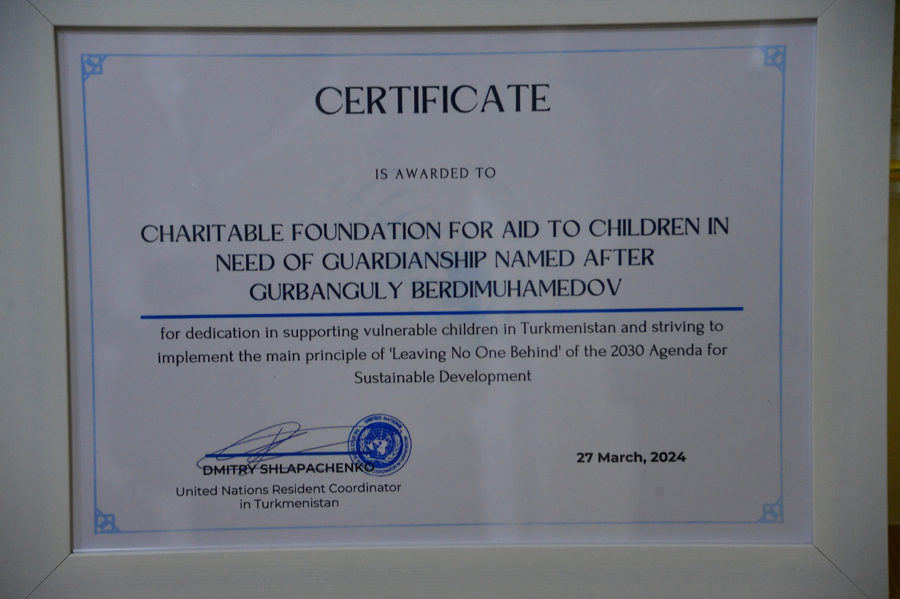 CERTIFICATE
IS AWARDED TO
CHARITABLE FOUNDATION FOR AID TO CHILDREN IN
NEED OF GUARDIANSHIP NAMED AFTER
GURBANGULY BERDIMUHAMEDOV
for dedication in supporting vulnerable children in Turkmenistan and striving to
implement the main principle of 'Leaving No One Behind' of the 2030 Agenda for
Sustainable Development
UNITED NATIONS
DMITRY SHLAPACHENKO
United Nations Resident Coordinator
in Turkmenistan
27 March, 2024